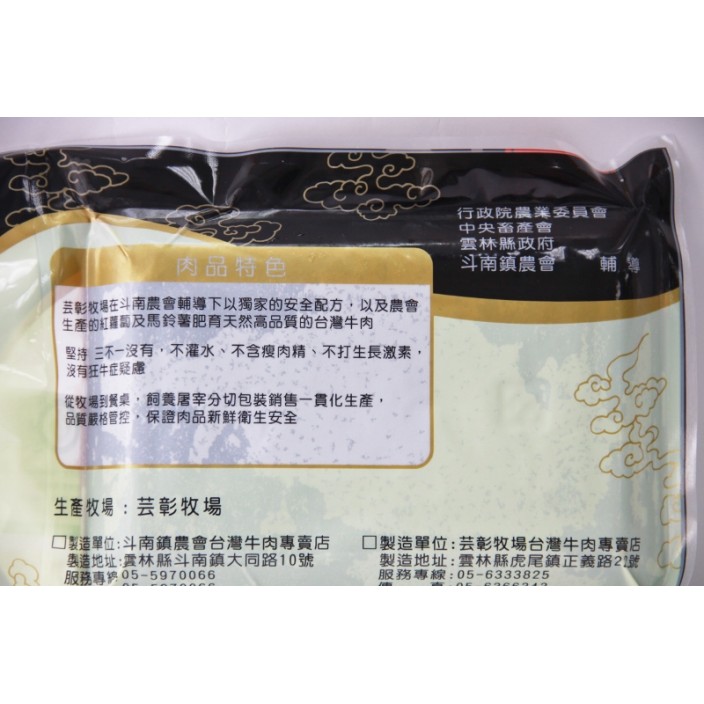 行政院農業委員會
中央畜產會
雲林縣政府
斗南鎮農會 輔導
肉品特色
芸彰牧場在斗南農會輔導下以獨家的安全配方，以及農會
生產的紅蘿蔔及馬鈴薯肥育天然高品質的台灣牛肉
堅持 三不一沒有，不灌水、不含瘦肉精、不打生長激素，
沒有狂牛症疑慮
從牧場到餐桌，飼養屠宰分切包裝銷售一貫化生產，
品質嚴格管控，保證肉品新鮮衛生安全
生產牧場：芸彰牧場
□製造單位：斗南鎮農會台灣牛肉專賣店
製造地址：雲林縣斗南鎮大同路10號
服務專線：05-5970066
□製造單位：芸彰牧場台灣牛肉專賣店
製造地址：雲林縣虎尾鎮正義路21號
服務專線：05-6333825